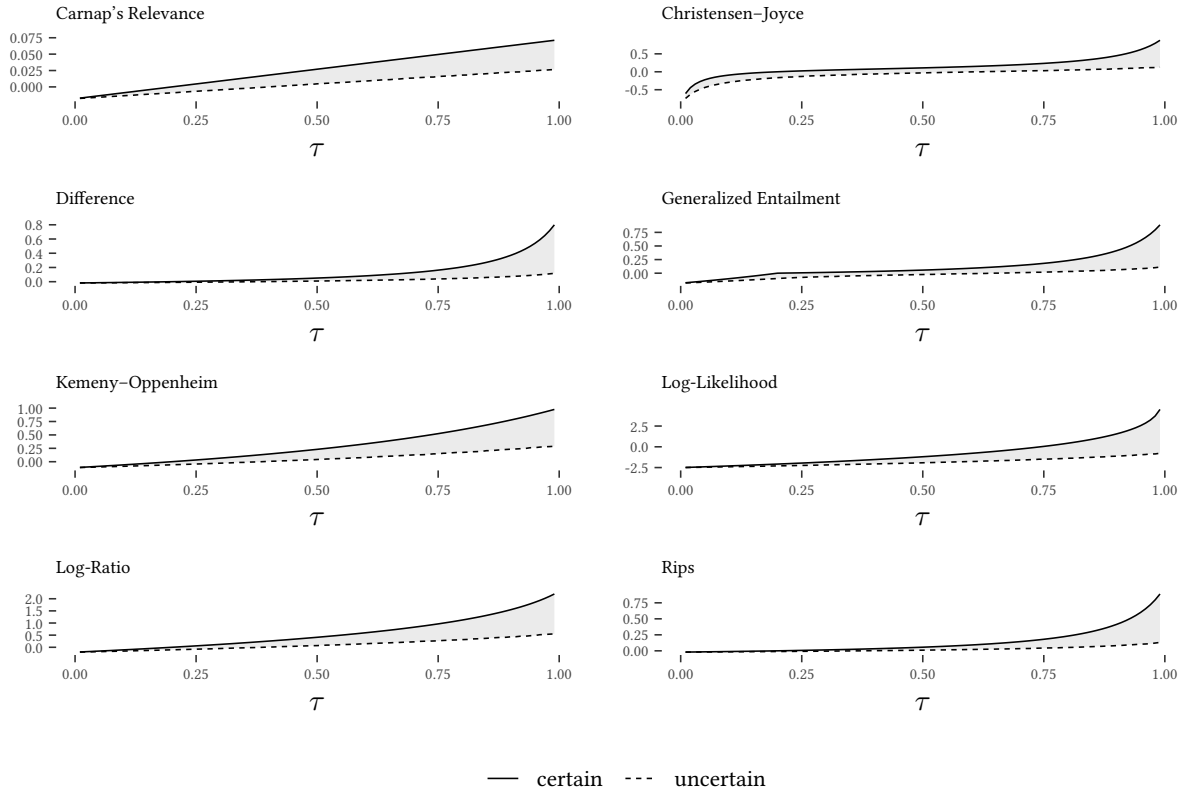 Carnap’s Relevance
0.075
0.050
0.025
0.000
0.00 0.25 0.50 0.75 1.00
τ
Christensen–Joyce
0.5
0.0
-0.5
0.00 0.25 0.50 0.75 1.00
τ
Difference
0.8
0.6
0.4
0.2
0.0
0.00 0.25 0.50 0.75 1.00
τ
Generalized Entailment
0.75
0.50
0.25
0.00
0.00 0.25 0.50 0.75 1.00
τ
Kemeny–Oppenheim
1.00
0.75
0.50
0.25
0.00
0.00 0.25 0.50 0.75 1.00
τ
Log-Likelihood
2.5
0.0
-2.5
0.00 0.25 0.50 0.75 1.00
τ
Log-Ratio
2.0
1.5
1.0
0.5
0.0
0.00 0.25 0.50 0.75 1.00
τ
Rips
0.75
0.50
0.25
0.00
0.00 0.25 0.50 0.75 1.00
τ
certain uncertain